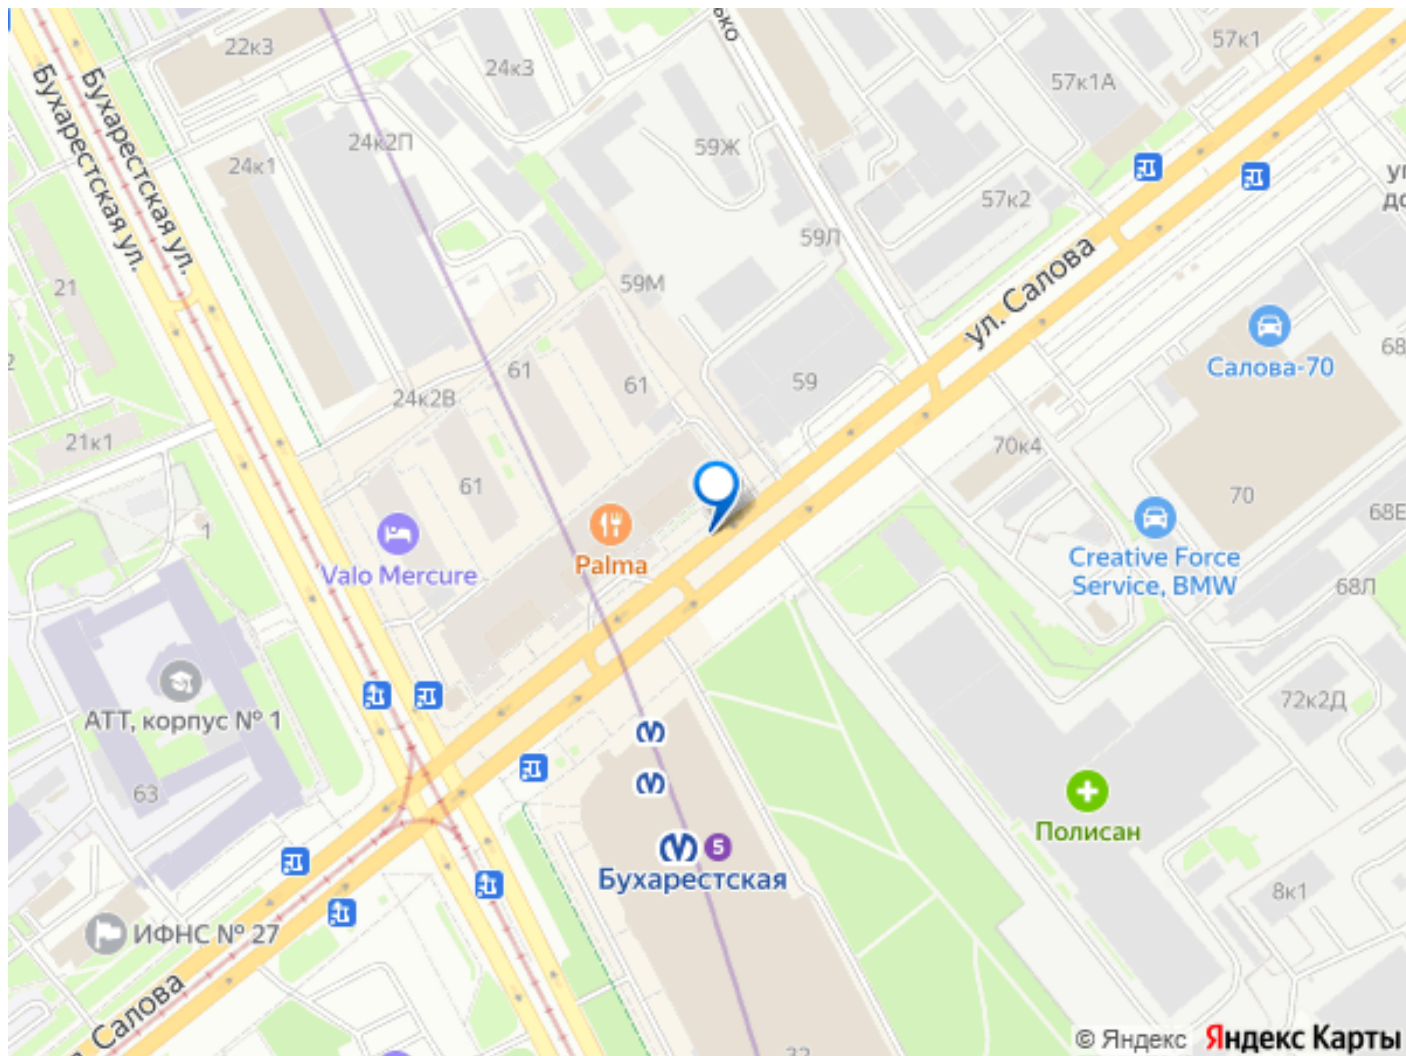 22к3
24к3
57к1
57к1А
Бухарестская ул.
Бухарестская ул.
24к2П
59Ж
24к1
57к2
59Л
ул. Салова
21
59М
61
61
59
Салова-70
68
24к2В
21к1
70к4
61
70
68Е
1
Valo Mercure
Palma
Creative Force
Service, BMW
68Л
АТТ, корпус № 1
72к2Д
63
Полисан
5
Бухарестская
8к1
ИФНС № 27
Салова
© Яндекс
Яндекс Карты